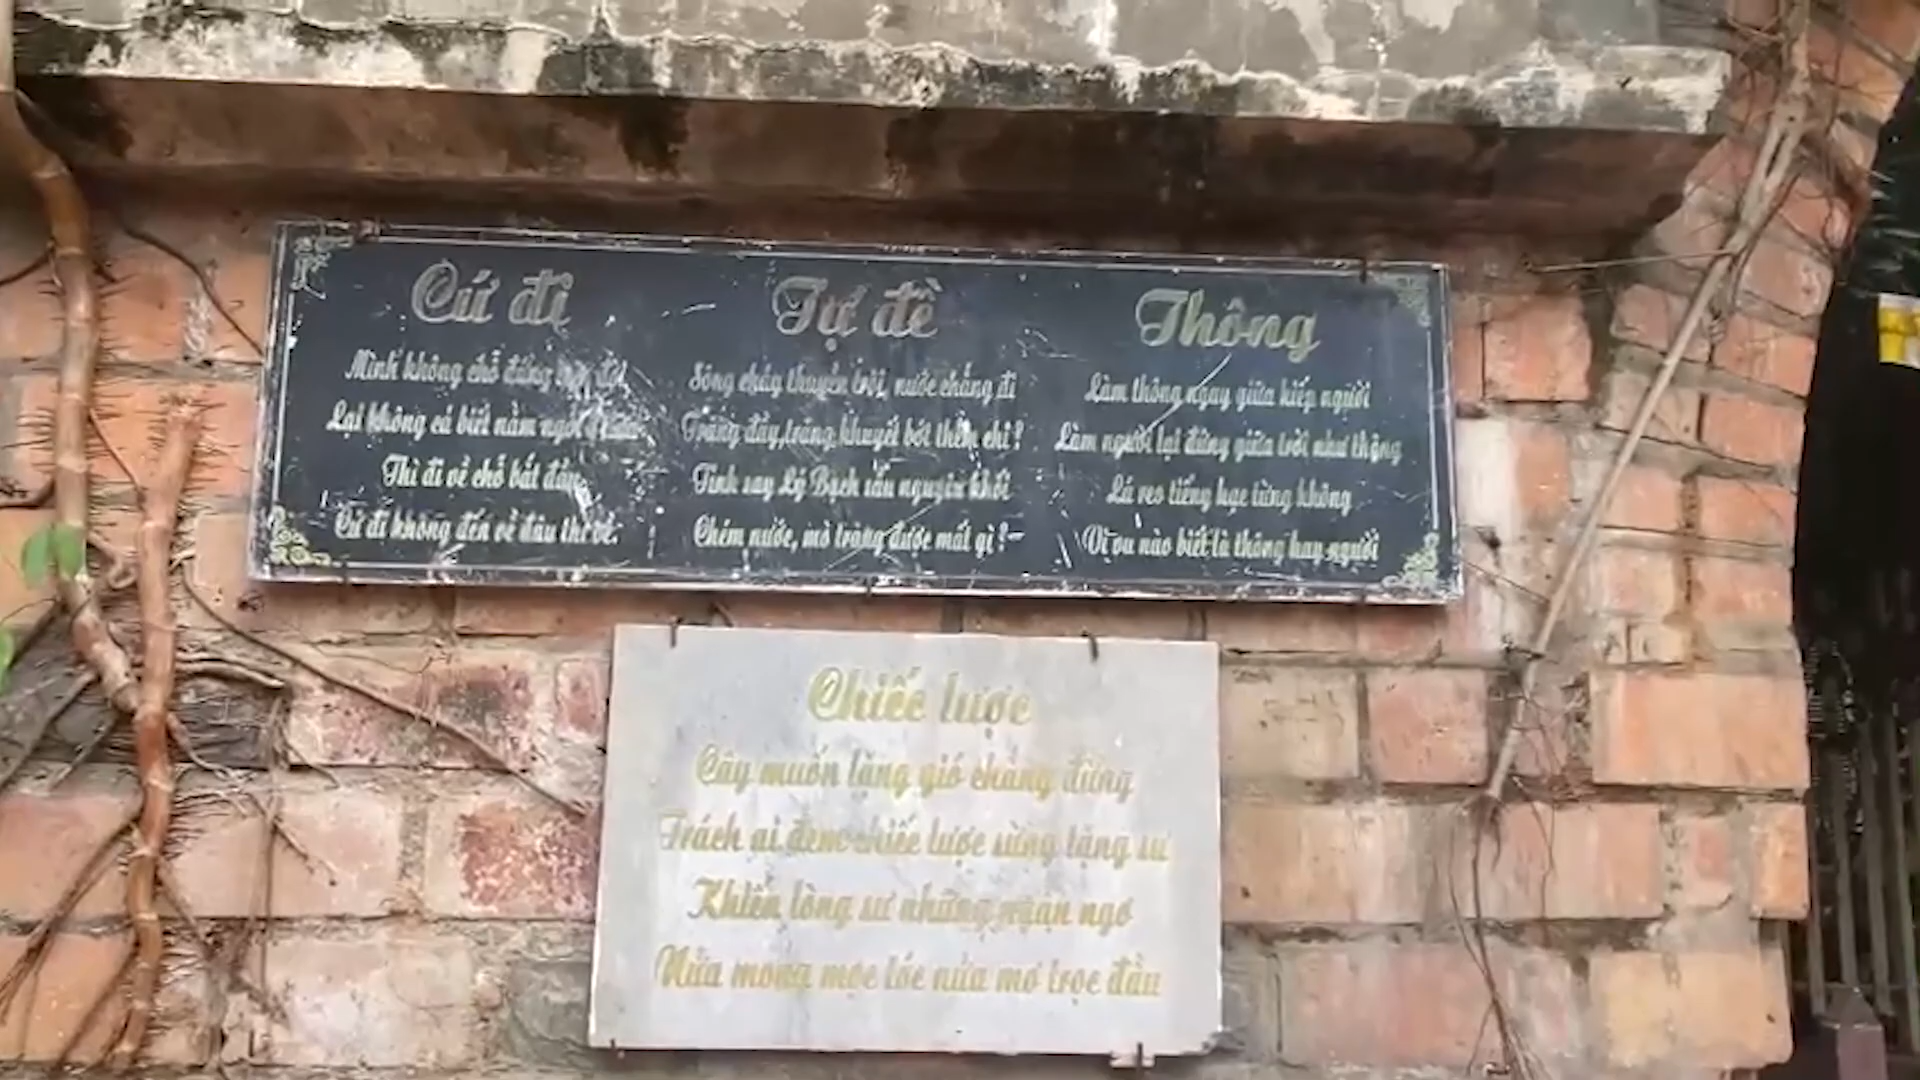 Cứ đi
Mình không chỗ đứng
Lại không cả biết nằm ngồi
Thì đi về chỗ bắt đầu
Cứ đi không đến về đâu thì về.
Tự đề
Sông chảy thuyền trôi, nước chẳng đi
Trăng đầy, trăng khuyết bớt thêm chi?
Tỉnh say Lý Bạch vẫn nguyên khối
Chém nước, mò trăng được mất gì?
Thông
Làm thông ngay giữa kiếp người
Làm người lại đứng giữa trời như thông
Lá reo tiếng hạc từng không
Vi vu nào biết là thông hay người
Chiếc lược
Cây muốn lặng gió chẳng đừng
Trách ai đem chiếc lược sừng tặng sư
Khiến lòng sư những ngẩn ngơ
Nửa mong mọc tóc nửa mơ trọc đầu